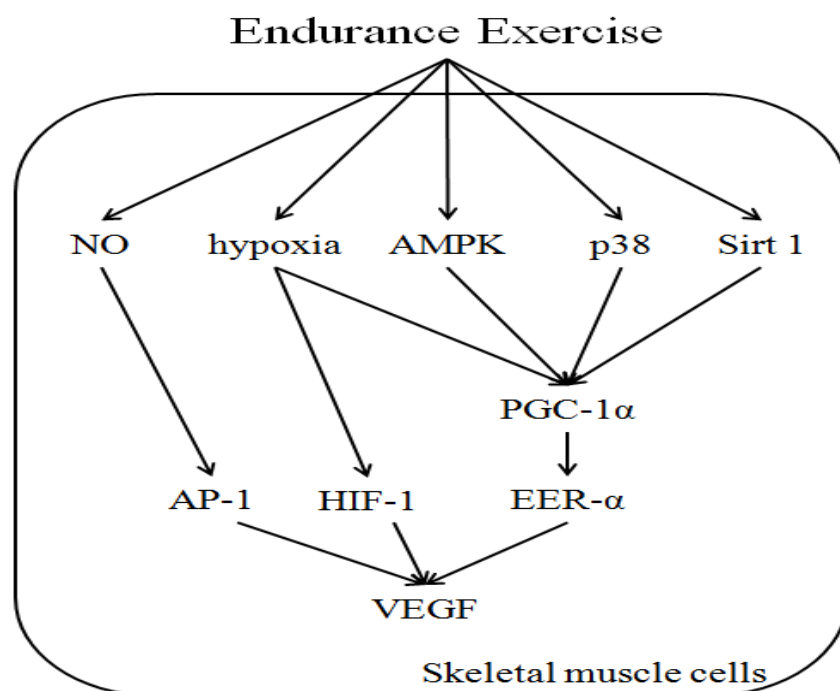 Endurance Exercise
NO hypoxia AMPK p38 Sirt 1
PGC-1α
AP-1 HIF-1 EER-α
VEGF
Skeletal muscle cells